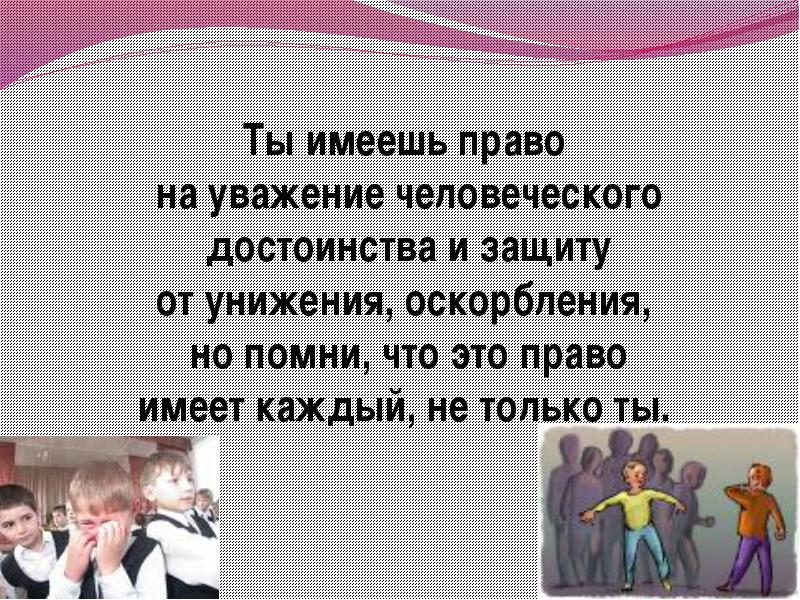 Ты имеешь право
на уважение человеческого
достоинства и защиту
от унижения, оскорбления,
но помни, что это право
имеет каждый, не только ты.